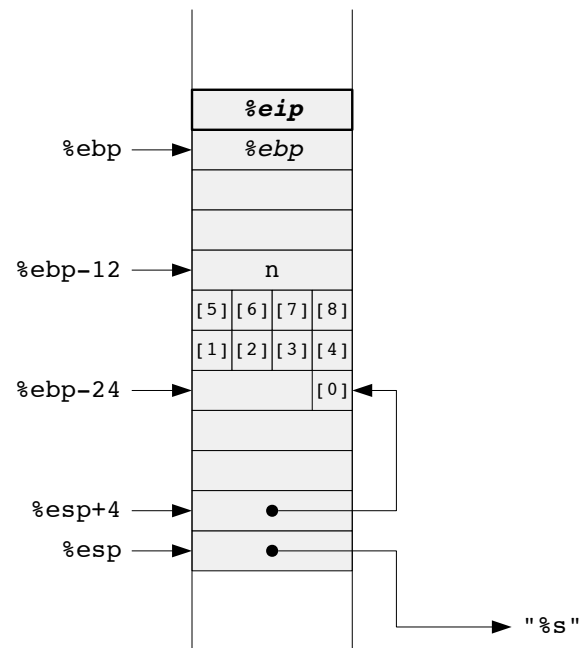 %eip
%ebp %ebp
%ebp-12 n
[5] [6] [7] [8]
[1] [2] [3] [4]
%ebp-24 [0]
%esp+4
%esp
"%s"